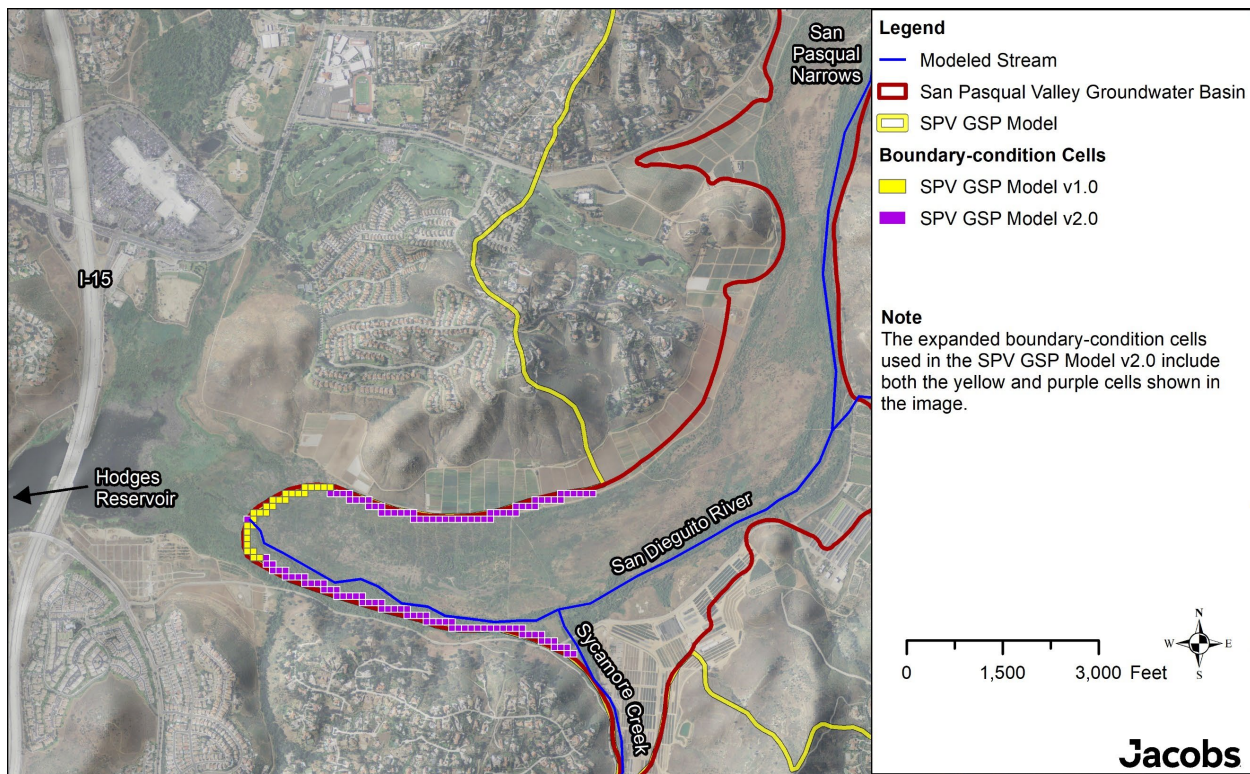 San
Pasqual
Narrows
I-15
Hodges
Reservoir
San Dieguito River
Sycamore Creek
Legend
Modeled Stream
San Pasqual Valley Groundwater Basin
SPV GSP Model
Boundary-condition Cells
SPV GSP Model v1.0
SPV GSP Model v2.0
Note
The expanded boundary-condition cells
used in the SPV GSP Model v2.0 include
both the yellow and purple cells shown in
the image.
N
W E
S
0 1,500 3,000 Feet
Jacobs